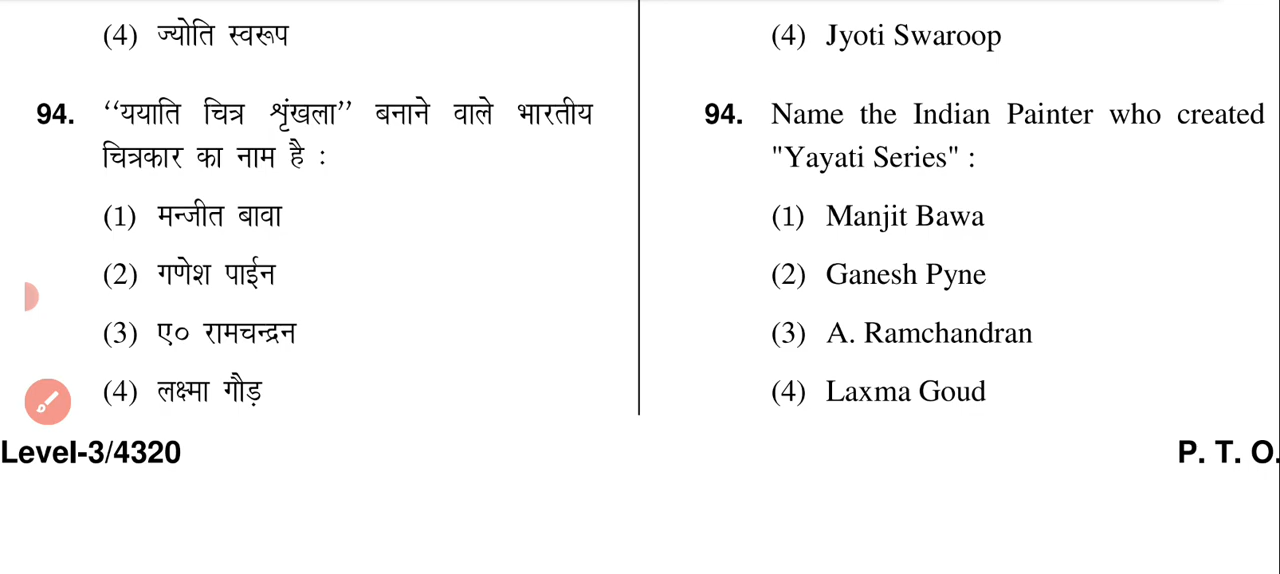 (4) ज्योति स्वरूप
94. ‘‘ययाति चित्र शृंखला’’ बनाने वाले भारतीय
चित्रकार का नाम है :
(1) मन्जीत बावा
(2) गणेश पाईन
(3) ए० रामचन्द्रन
(4) लक्ष्मा गौड़
(4) Jyoti Swaroop
94. Name the Indian Painter who created
"Yayati Series" :
(1) Manjit Bawa
(2) Ganesh Pyne
(3) A. Ramchandran
(4) Laxma Goud
Level-3/4320
P. T. O.